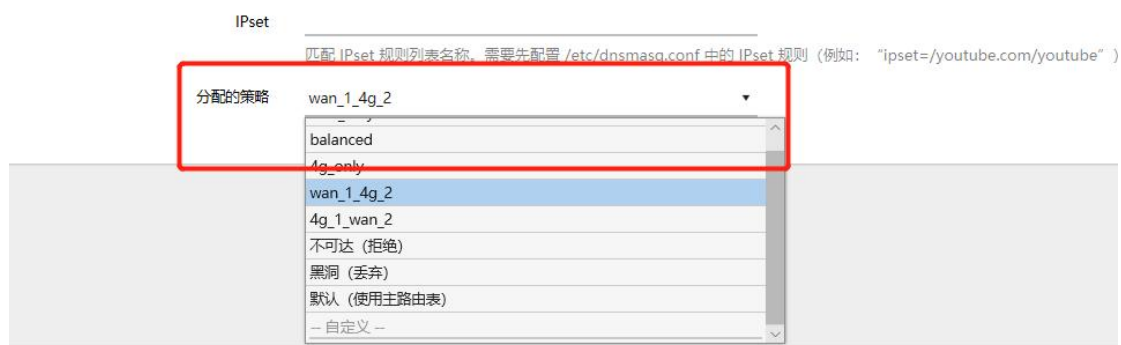 IPset
匹配 IPset 规则列表名称。需要先配置 /etc/dnsmasq.conf 中的 IPset 规则（例如： “ipset=/youtube.com/youtube” ）
分配的策略 wan_1_4g_2
balanced
4g_only
wan_1_4g_2
4g_1_wan_2
不可达（拒绝）
黑洞（丢弃）
默认（使用主路由表）
-- 自定义 --